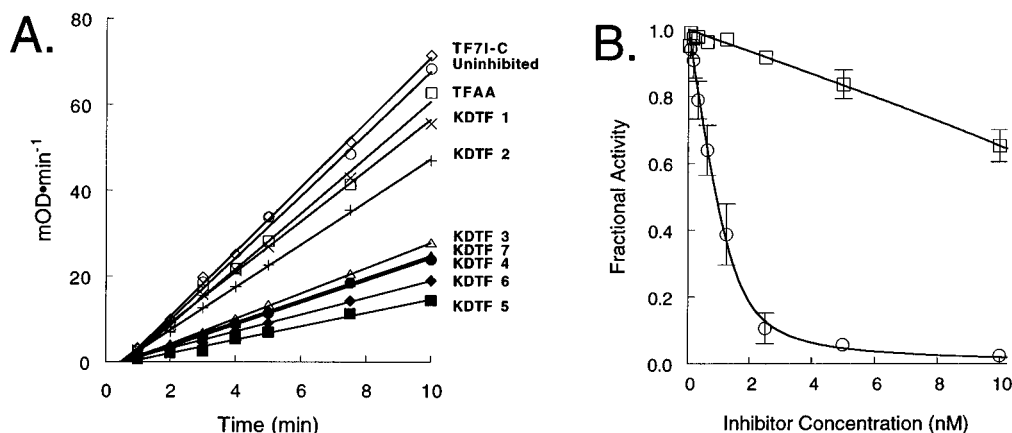 A.
80
60
40
20
0
mOD•min-1
0
2
4
6
8
10
Time (min)
TF7I-C
Uninhibited
TFAA
KDTF 1
KDTF 2
KDTF 3
KDTF 7
KDTF 4
KDTF 6
KDTF 5
B.
1.0
0.8
0.6
0.4
0.2
0.0
Fractional Activity
0
2
4
6
8
10
Inhibitor Concentration (nM)